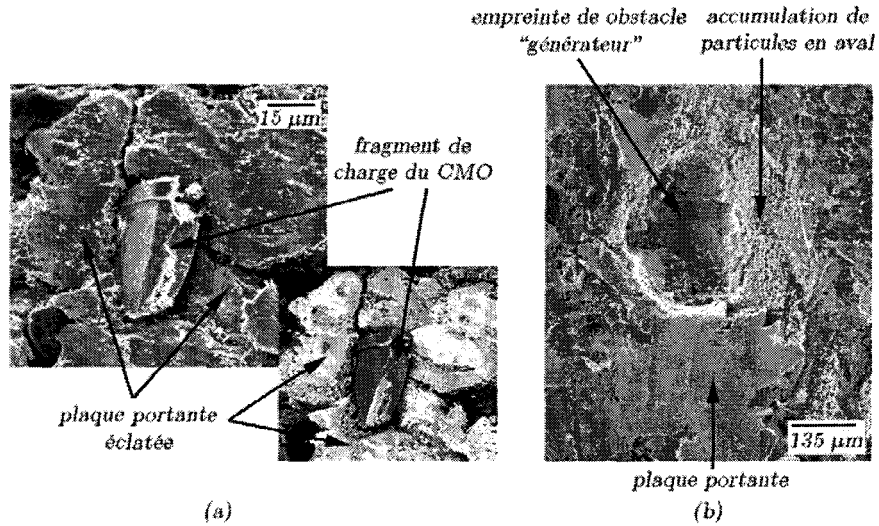 empreinte de obstacle
“générateur”
accumulation de
particules en aval
15 µm
fragment de
charge du CMO
plaque portante
éclatée
135 µm
plaque portante
(a)
(b)